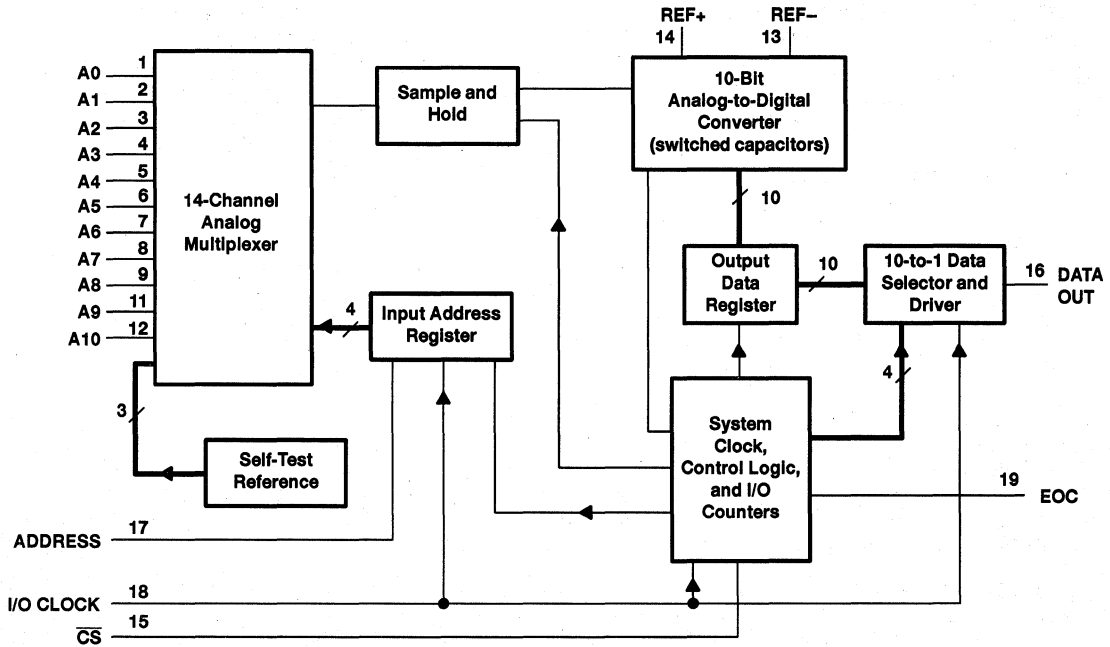 REF+
REF–
14
13
10-Bit
Analog-to-Digital
Converter
(switched capacitors)
Sample and
Hold
14-Channel
Analog
Multiplexer
A0
1
A1
2
A2
3
A3
4
A4
5
A5
6
A6
7
A7
8
A8
9
A9
11
A10
12
10
Output
Data
Register
10
10-to-1 Data
Selector and
Driver
16
DATA
OUT
4
Input Address
Register
3
Self-Test
Reference
4
System
Clock,
Control Logic,
and I/O
Counters
19
EOC
ADDRESS
17
I/O CLOCK
18
CS
15